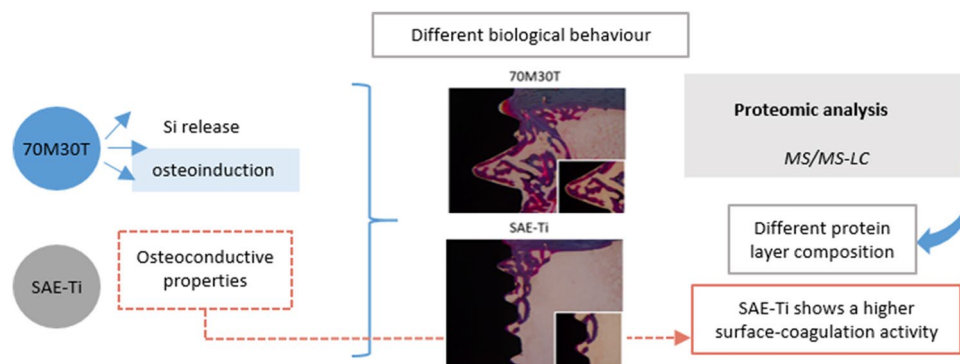 Different biological behaviour
70M30T
Si release
osteoinduction
SAE-Ti
Osteoconductive
properties
70M30T
SAE-Ti
Proteomic analysis
MS/MS-LC
Different protein
layer composition
SAE-Ti shows a higher
surface-coagulation activity